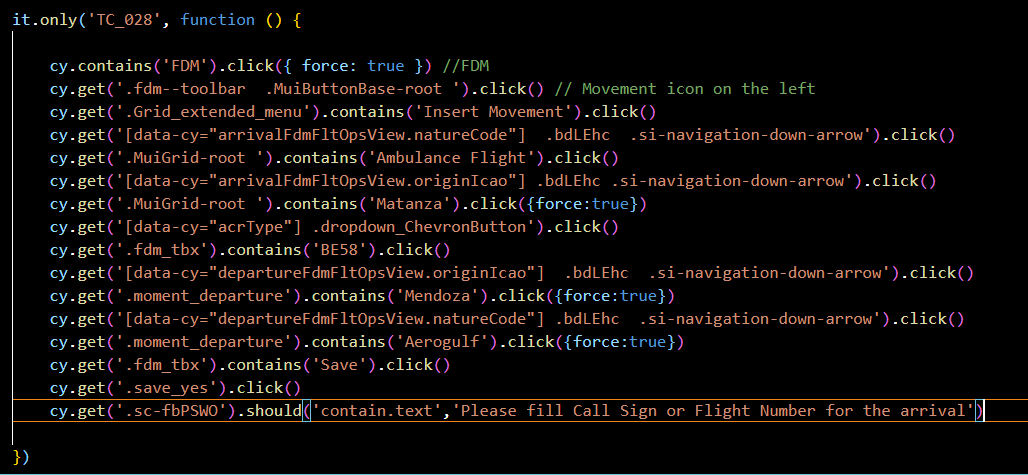 it.only('TC_028', function () {
cy.contains('FDM').click({ force: true }) //FDM
cy.get('.fdm--toolbar  .MuiButtonBase-root ').click() // Movement icon on the left
cy.get('.Grid_extended_menu').contains('Insert Movement').click()
cy.get('[data-cy="arrivalFdmFltOpsView.natureCode"]  .bdLEhc  .si-navigation-down-arrow').click()
cy.get('.MuiGrid-root ').contains('Ambulance Flight').click()
cy.get('[data-cy="arrivalFdmFltOpsView.originIcao"] .bdLEhc .si-navigation-down-arrow').click()
cy.get('.MuiGrid-root ').contains('Matanza').click({force:true})
cy.get('[data-cy="acrType"] .dropdown_ChevronButton').click()
cy.get('.fdm_tbx').contains('BE58').click()
cy.get('[data-cy="departureFdmFltOpsView.originIcao"]  .bdLEhc  .si-navigation-down-arrow').click()
cy.get('.moment_departure').contains('Mendoza').click({force:true})
cy.get('[data-cy="departureFdmFltOpsView.natureCode"] .bdLEhc  .si-navigation-down-arrow').click()
cy.get('.moment_departure').contains('Aerogulf').click({force:true})
cy.get('.fdm_tbx').contains('Save').click()
cy.get('.save_yes').click()
cy.get('.sc-fbPSWO').should('contain.text','Please fill Call Sign or Flight Number for the arrival')
})